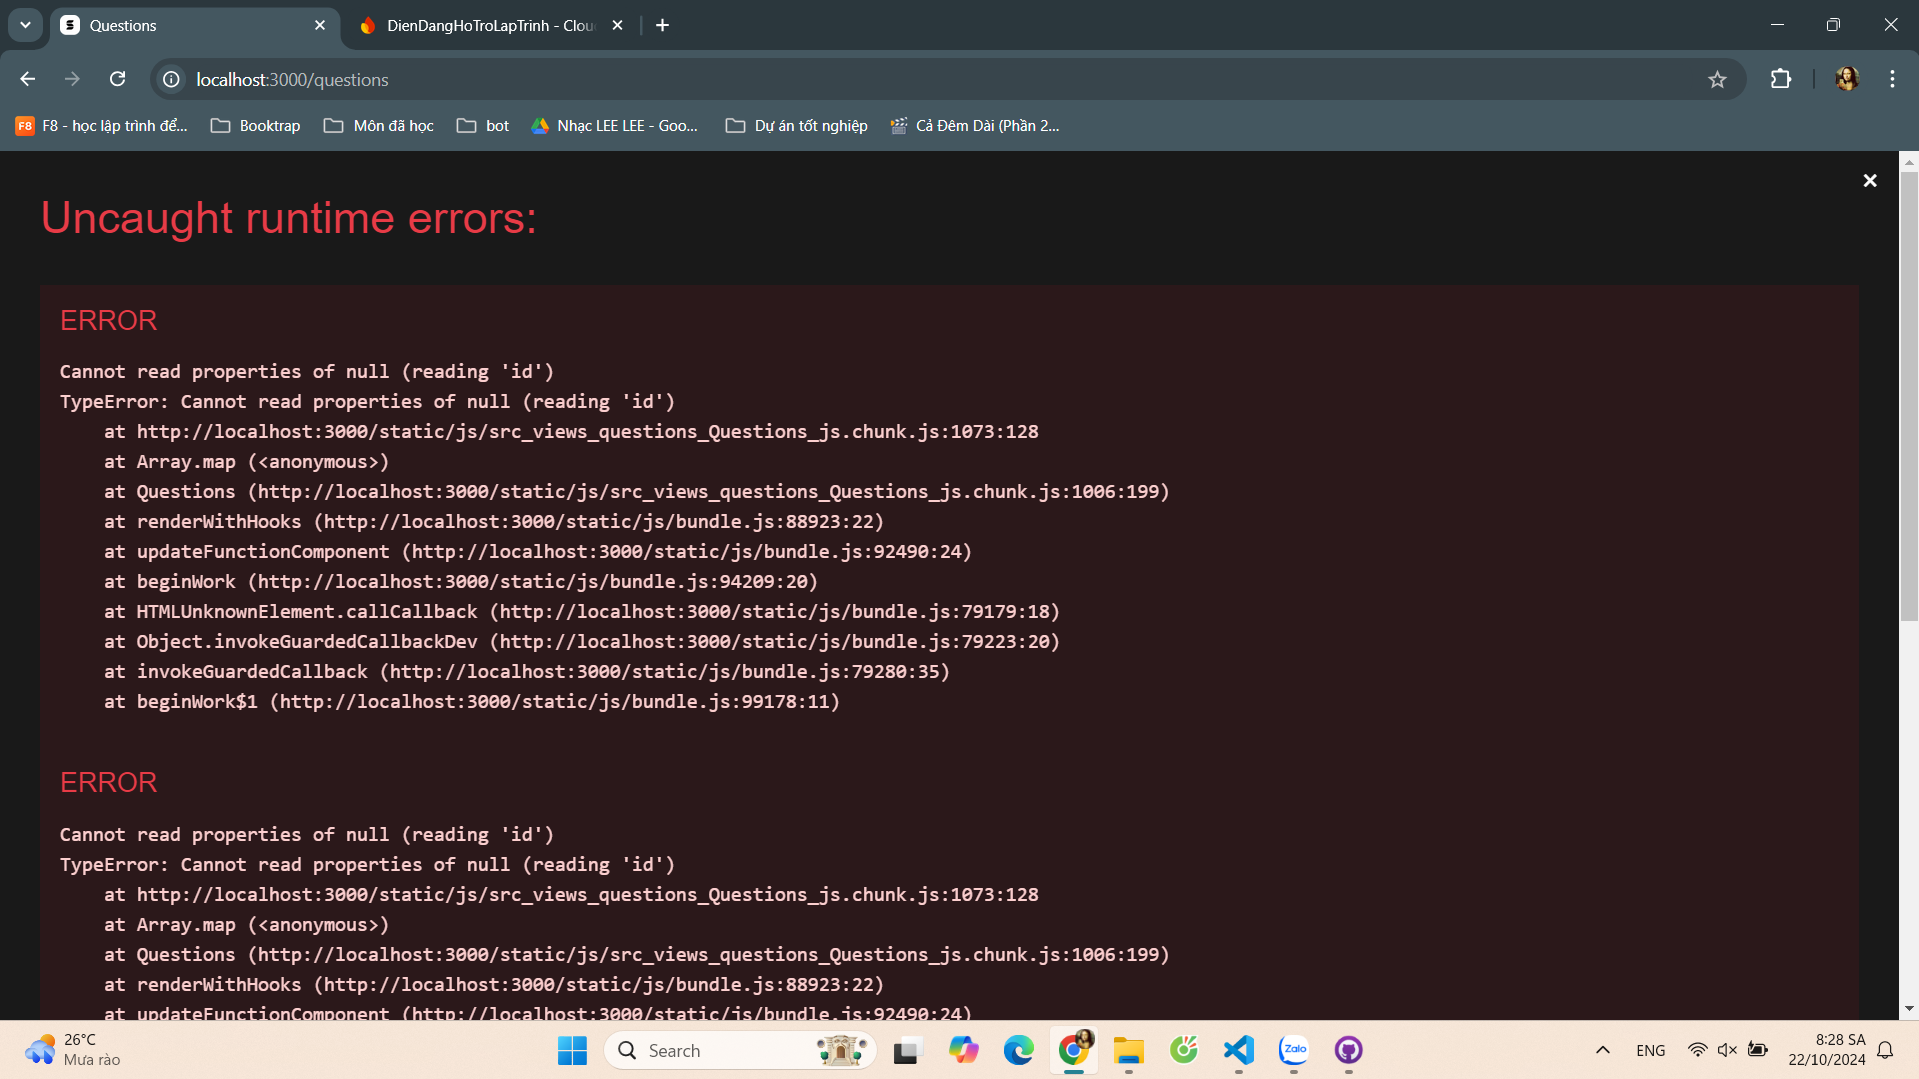 Questions
DienDangHoTroLapTrinh - Clou
localhost:3000/questions
F8 - học lập trình để...
Booktrap
Môn đã học
bot
Nhạc LEE LEE - Goo...
Dự án tốt nghiệp
Cả Đêm Dài (Phần 2...
Uncaught runtime errors:
ERROR
Cannot read properties of null (reading 'id')
TypeError: Cannot read properties of null (reading 'id')
    at http://localhost:3000/static/js/src_views_questions_Questions_js.chunk.js:1073:128
    at Array.map (<anonymous>)
    at Questions (http://localhost:3000/static/js/src_views_questions_Questions_js.chunk.js:1006:199)
    at renderWithHooks (http://localhost:3000/static/js/bundle.js:88923:22)
    at updateFunctionComponent (http://localhost:3000/static/js/bundle.js:92490:24)
    at beginWork (http://localhost:3000/static/js/bundle.js:94209:20)
    at HTMLUnknownElement.callCallback (http://localhost:3000/static/js/bundle.js:79179:18)
    at Object.invokeGuardedCallbackDev (http://localhost:3000/static/js/bundle.js:79223:20)
    at invokeGuardedCallback (http://localhost:3000/static/js/bundle.js:79280:35)
    at beginWork$1 (http://localhost:3000/static/js/bundle.js:99178:11)
ERROR
Cannot read properties of null (reading 'id')
TypeError: Cannot read properties of null (reading 'id')
    at http://localhost:3000/static/js/src_views_questions_Questions_js.chunk.js:1073:128
    at Array.map (<anonymous>)
    at Questions (http://localhost:3000/static/js/src_views_questions_Questions_js.chunk.js:1006:199)
    at renderWithHooks (http://localhost:3000/static/js/bundle.js:88923:22)
    at updateFunctionComponent (http://localhost:3000/static/js/bundle.js:92490:24)
26°C
Mưa rào
Search
Zalo
ENG
8:28 SA
22/10/2024